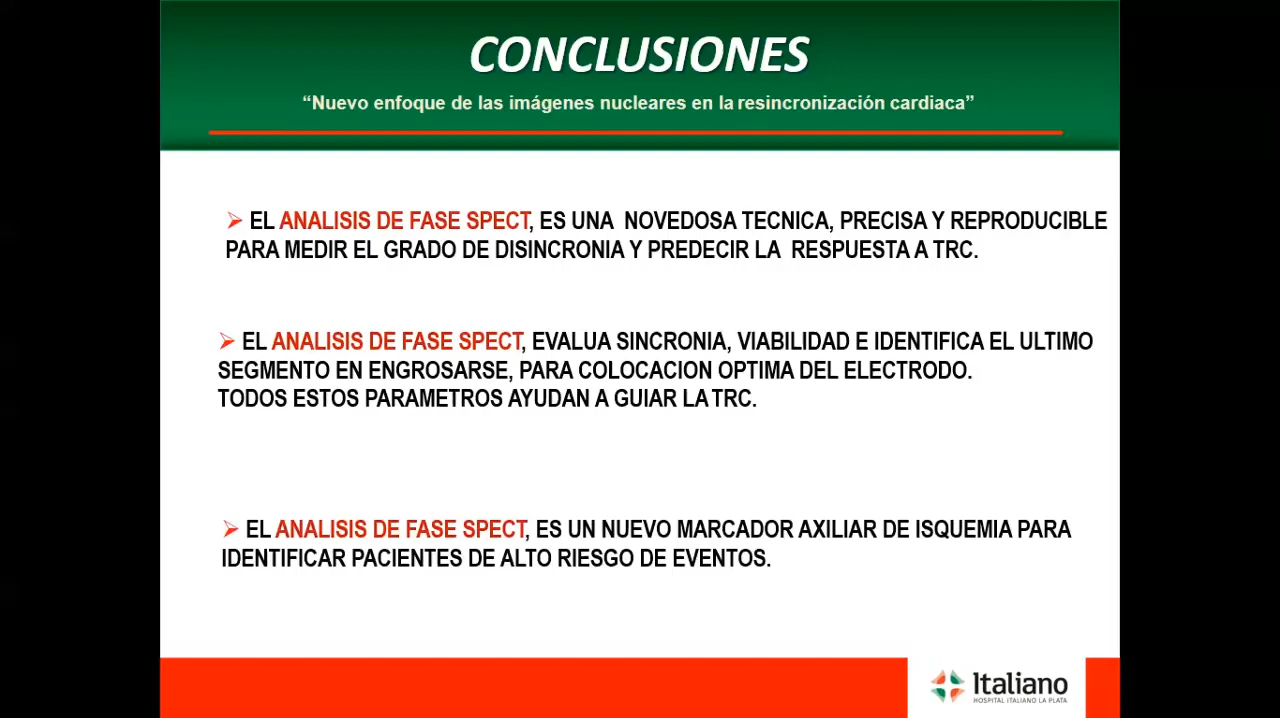 CONCLUSIONES
“Nuevo enfoque de las imágenes nucleares en la resincronización cardiaca”
➢ EL ANALISIS DE FASE SPECT, ES UNA NOVEDOSA TECNICA, PRECISA Y REPRODUCIBLE
PARA MEDIR EL GRADO DE DISINCRONIA Y PREDECIR LA RESPUESTA A TRC.
➢ EL ANALISIS DE FASE SPECT, EVALUA SINCRONIA, VIABILIDAD E IDENTIFICA EL ULTIMO
SEGMENTO EN ENGROSARSE, PARA COLOCACION OPTIMA DEL ELECTRODO.
TODOS ESTOS PARAMETROS AYUDAN A GUIAR LA TRC.
➢ EL ANALISIS DE FASE SPECT, ES UN NUEVO MARCADOR AXILIAR DE ISQUEMIA PARA
IDENTIFICAR PACIENTES DE ALTO RIESGO DE EVENTOS.
Italiano
HOSPITAL ITALIANO LA PLATA